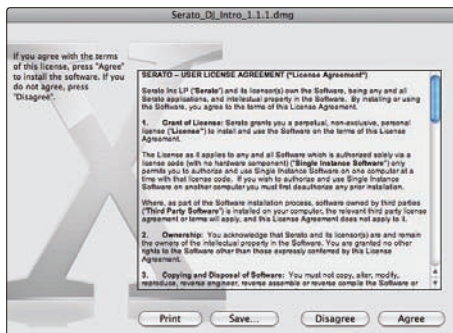 Serato_DJ_Intro_1.1.1.dmg
If you agree with the terms
of this license, press "Agree"
to install the software. If you
do not agree, press
"Disagree".
SERATO – USER LICENSE AGREEMENT ("License Agreement")
Serato Inc LP ("Serato") and its licensor(s) own the Software, being any and all
Serato applications, and intellectual property in the Software. By installing or using
the Software, you agree to the terms of this License Agreement.
1. Grant of License: Serato grants you a perpetual, non-exclusive, personal
license ("License") to install and use the Software on the terms of this License
Agreement.
The License as it applies to any and all Software which is authorized solely via a
license code (with no hardware component) ("Single Instance Software") only
permits you to authorize and use Single Instance Software on one computer at a
time with that license code. If you wish to authorize and use Single Instance
Software on another computer you must first deauthorize any prior installation.
Where, as part of the Software installation process, software owned by third parties
("Third Party Software") is installed on your computer, the relevant third party license
agreement or terms will apply, and this License Agreement does not apply to it.
2. Ownership: You acknowledge that Serato and its licensor(s) are and remain
the owners of the intellectual property in the Software. You are granted no other
rights to the Software other than those expressly conferred by this License
Agreement.
3. Copying and Disposal of Software: You must not copy, alter, modify,
reproduce, reverse engineer, reverse assemble or reverse compile the Software or
Print
Save...
Disagree
Agree